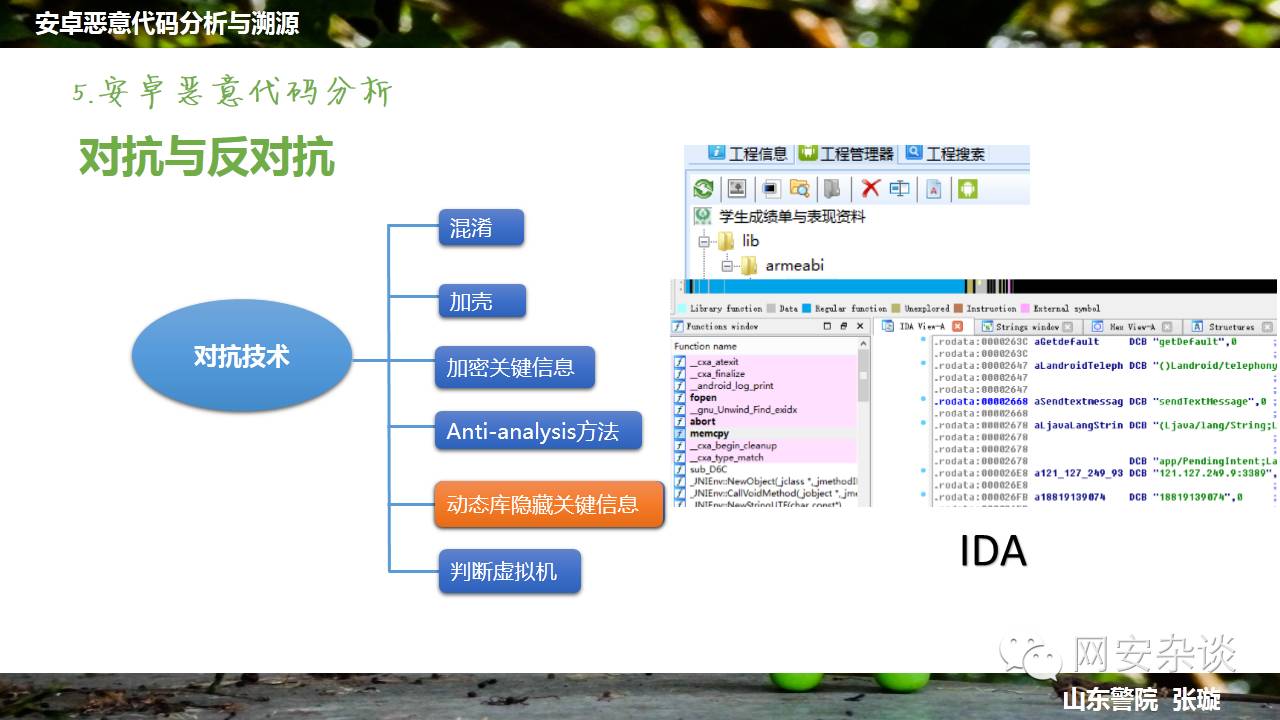 安卓恶意代码分析与溯源
5.安卓恶意代码分析
对抗与反对抗
对抗技术
混淆
加壳
加密关键信息
Anti-analysis方法
动态库隐藏关键信息
判断虚拟机
工程信息 工程管理器 工程搜索
学生成绩单与表现资料
lib
armeabi
Library function Data Regular function Unexplored Instruction External symbol
Functions window
IDA View-A Strings window Hex View-A Structures
Function name
__cxa_atexit
__cxa_finalize
__android_log_print
fopen
__gnu_Unwind_Find_exidx
abort
memcpy
__cxa_begin_cleanup
__cxa_type_match
sub_D6C
_JNIEnv::NewObject(_jclass *,_jmethodI
_JNIEnv::CallVoidMethod(_jobject *,_jme
_JNIEnv::NewStringUTF(char const*)
.rodata:0000263C aGetdefault DCB "getDefault",0
.rodata:0000263C
.rodata:00002647 aLandroidTeleph DCB "()Landroid/telephony
.rodata:00002647
.rodata:00002647
.rodata:00002668 aSendtextmessag DCB "sendTextMessage",0
.rodata:00002668
.rodata:00002678 aLjavaLangStrin DCB "(Ljava/lang/String;L
.rodata:00002678
.rodata:00002678
.rodata:00002678 DCB "app/PendingIntent;La
.rodata:000026E8 a121_127_249_93 DCB "121.127.249.9:3389",
.rodata:000026E8
.rodata:000026FB a18819139074 DCB "18819139074",0
IDA
网安杂谈
山东警院 张璇